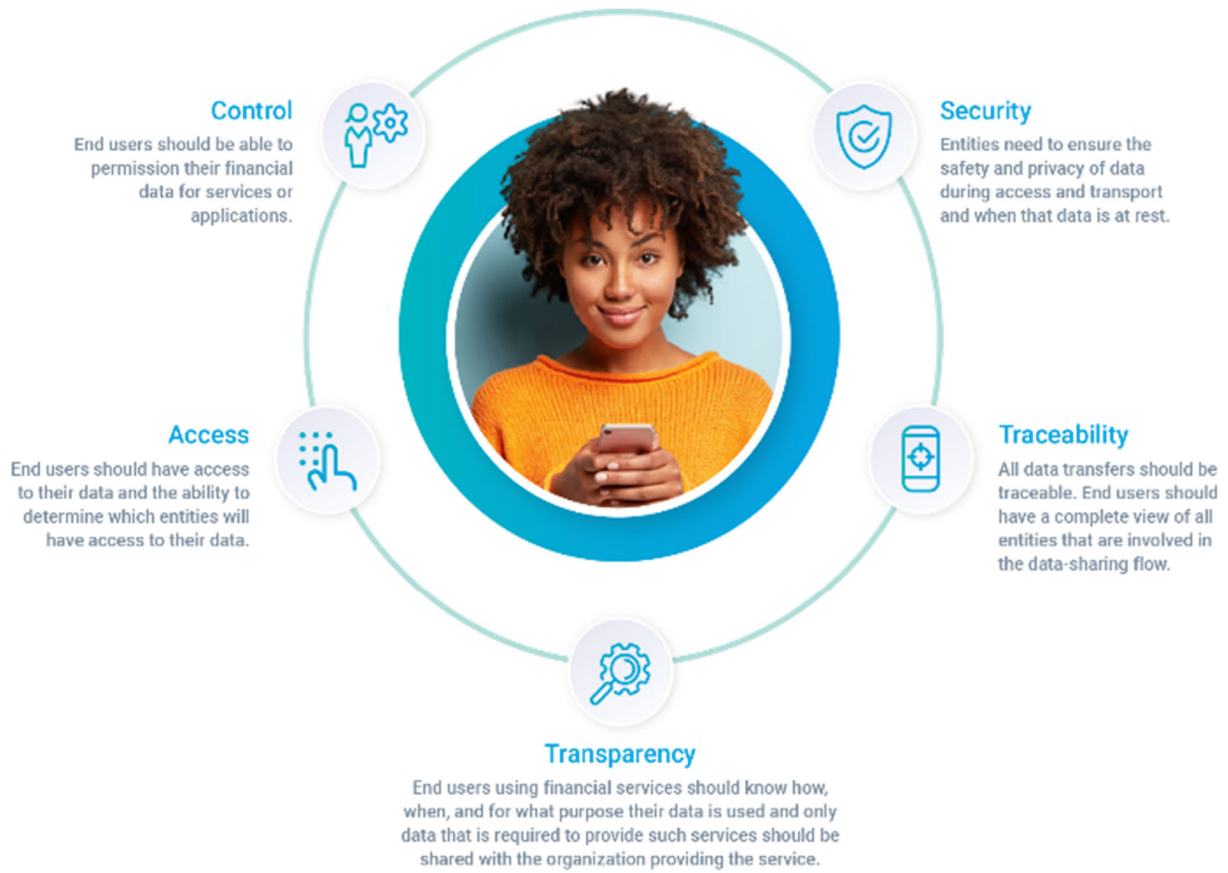 Control
End users should be able to
permission their financial
data for services or
applications.
Security
Entities need to ensure the
safety and privacy of data
during access and transport
and when that data is at rest.
Access
End users should have access
to their data and the ability to
determine which entities will
have access to their data.
Traceability
All data transfers should be
traceable. End users should
have a complete view of all
entities that are involved in
the data-sharing flow.
Transparency
End users using financial services should know how,
when, and for what purpose their data is used and only
data that is required to provide such services should be
shared with the organization providing the service.